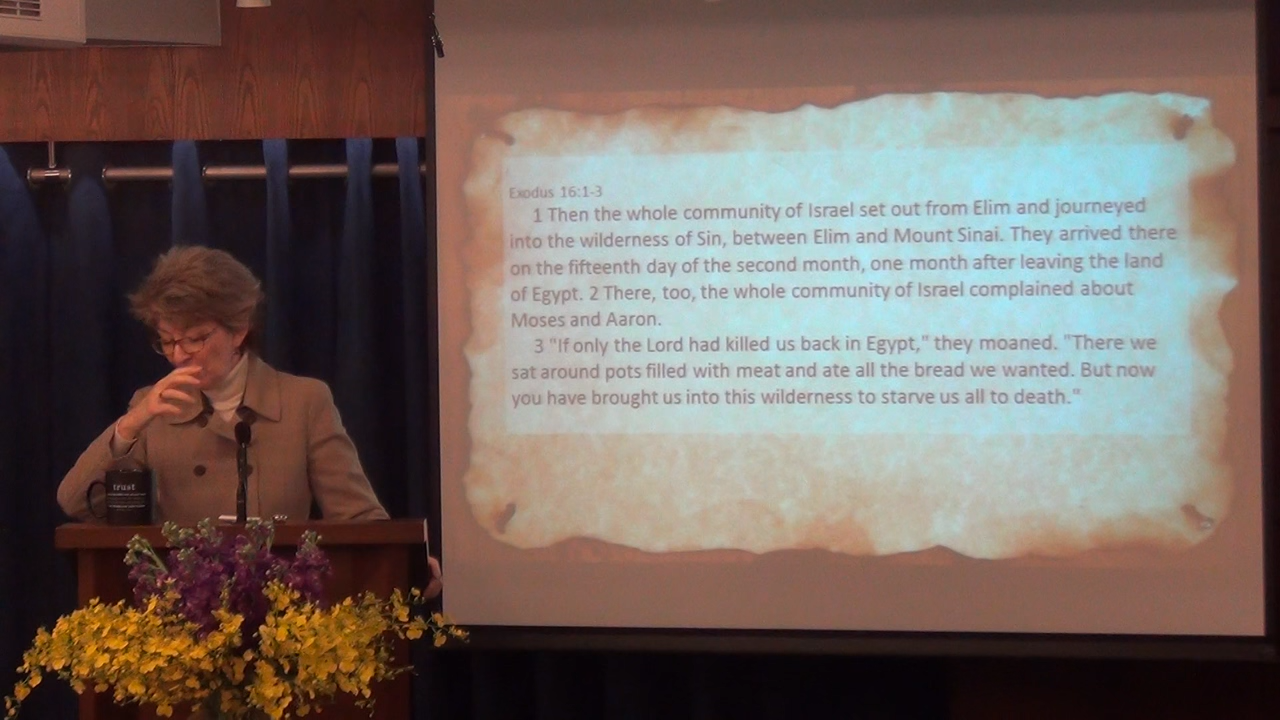 Exodus 16:1-3
1 Then the whole community of Israel set out from Elim and journeyed
into the wilderness of Sin, between Elim and Mount Sinai. They arrived there
on the fifteenth day of the second month, one month after leaving the land
of Egypt. 2 There, too, the whole community of Israel complained about
Moses and Aaron.
3 "If only the Lord had killed us back in Egypt," they moaned. "There we
sat around pots filled with meat and ate all the bread we wanted. But now
you have brought us into this wilderness to starve us all to death."
trust